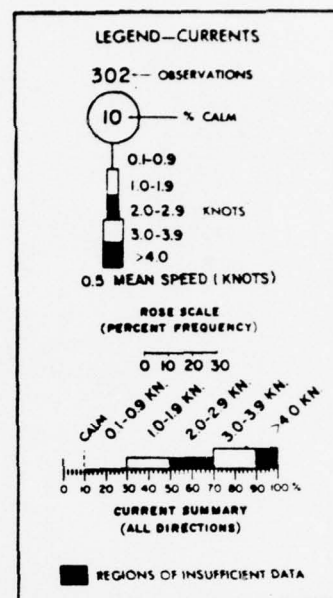 LEGEND—CURRENTS
302-- OBSERVATIONS
10 % CALM
0.1-0.9
1.0-1.9
2.0-2.9 KNOTS
3.0-3.9
>4.0
0.5 MEAN SPEED (KNOTS)
ROSE SCALE
(PERCENT FREQUENCY)
0 10 20 30
CALM 0.1-0.9 KN. 1.0-1.9 KN. 2.0-2.9 KN. 3.0-3.9 KN. >4.0 KN
0 10 20 30 40 50 60 70 80 90 100 %
CURRENT SUMMARY
(ALL DIRECTIONS)
REGIONS OF INSUFFICIENT DATA